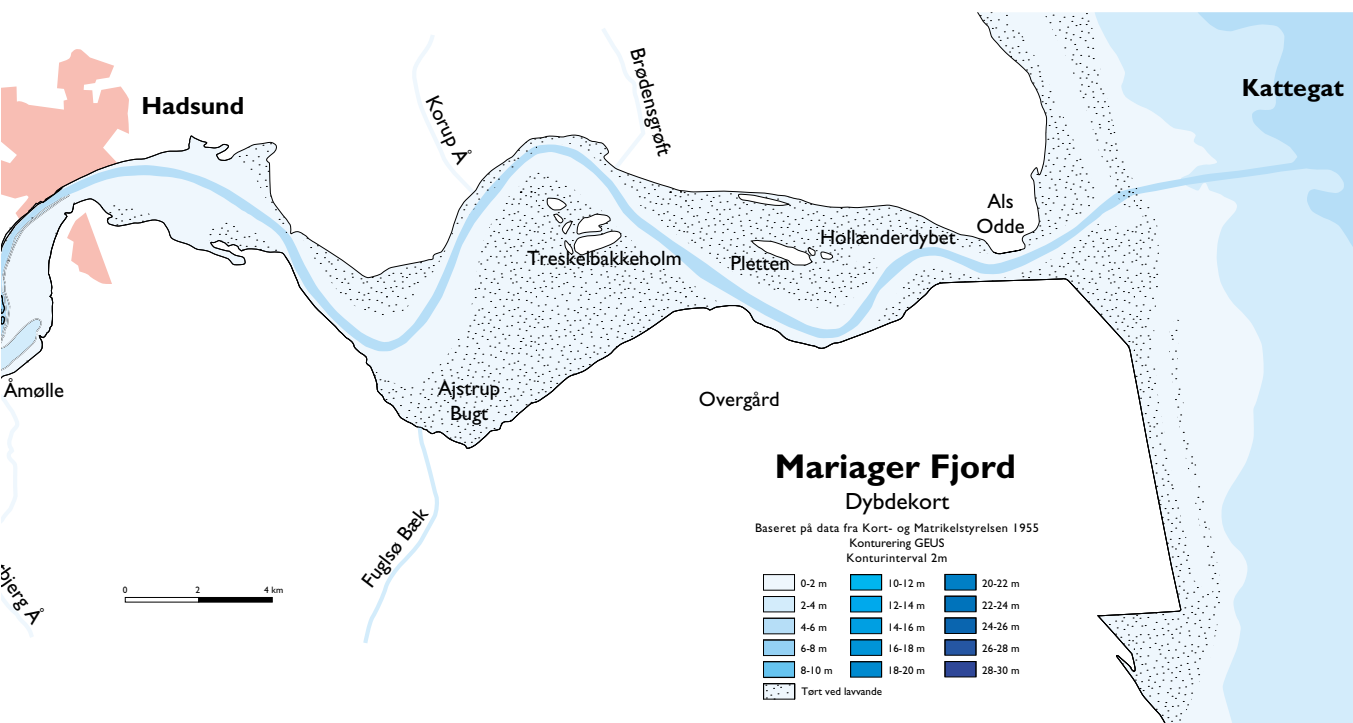 Kattegat
Hadsund
Korup Å
Brødensgrøft
Als
Odde
Hollænderdybet
Treskelbakkeholm
Pletten
Åmølle
Ajstrup
Bugt
Overgård
Fuglsø Bæk
bjerg Å
0 2 4 km
Mariager Fjord
Dybdekort
Baseret på data fra Kort- og Matrikelstyrelsen 1955
Konturering GEUS
Konturinterval 2m
0-2 m 10-12 m 20-22 m
2-4 m 12-14 m 22-24 m
4-6 m 14-16 m 24-26 m
6-8 m 16-18 m 26-28 m
8-10 m 18-20 m 28-30 m
Tørt ved lavvande